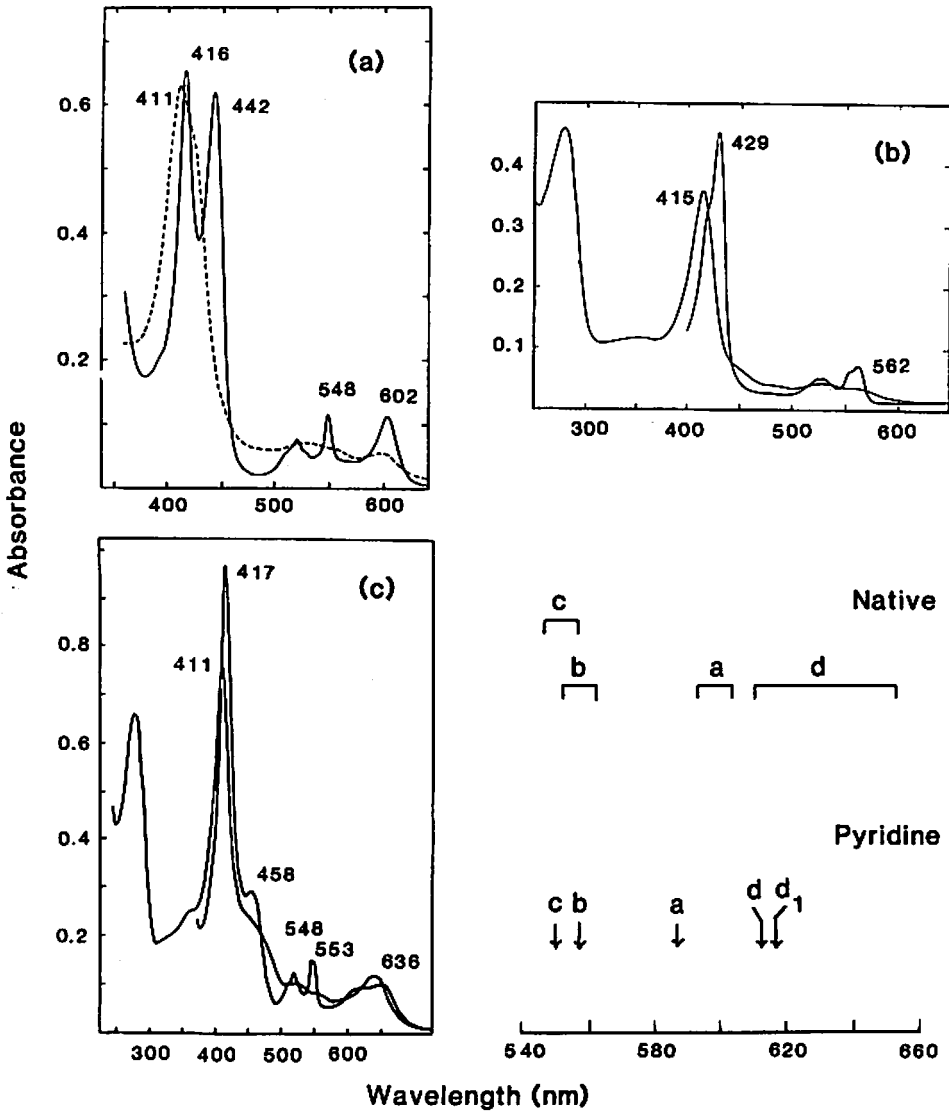 Absorbance
(a)
416
411
442
548
602
0.6
0.4
0.2
400
500
600
(b)
429
415
562
0.4
0.3
0.2
0.1
300
400
500
600
(c)
417
411
458
548
553
636
0.8
0.6
0.4
0.2
300
400
500
600
Native
c
b
a
d
Pyridine
c
b
a
d
d1
540
580
620
660
Wavelength (nm)